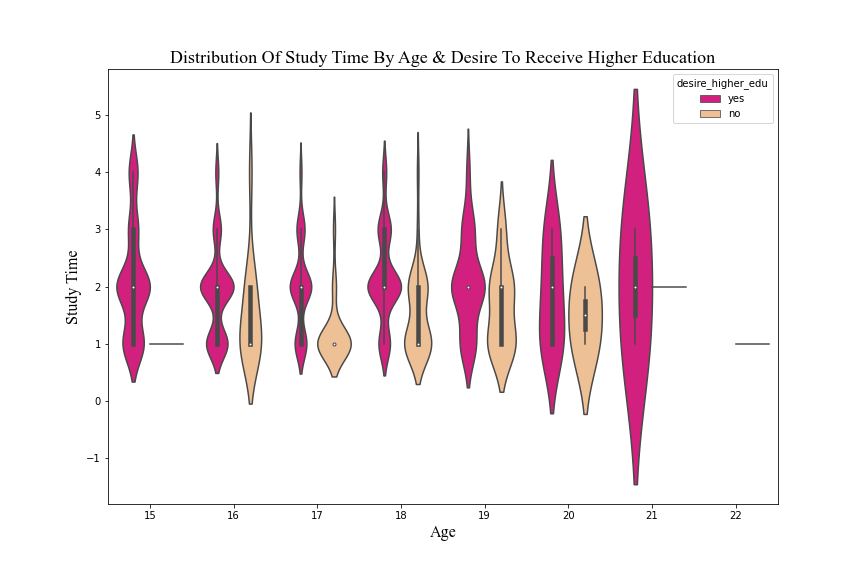 Distribution Of Study Time By Age & Desire To Receive Higher Education
desire_higher_edu
yes
no
5
4
3
2
1
0
−1
Study Time
15 16 17 18 19 20 21 22
Age